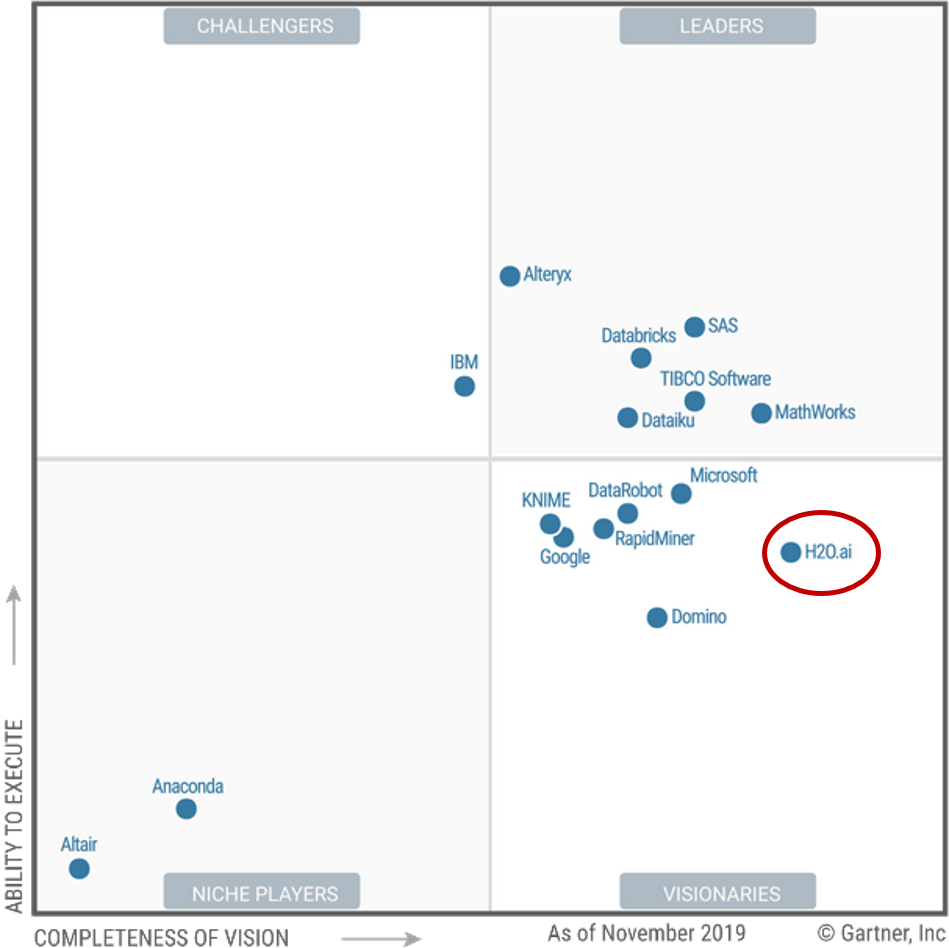 CHALLENGERS
LEADERS
Alteryx
SAS
Databricks
IBM
TIBCO Software
MathWorks
Dataiku
Microsoft
DataRobot
KNIME
RapidMiner
Google
H2O.ai
Domino
Anaconda
Altair
NICHE PLAYERS
VISIONARIES
ABILITY TO EXECUTE
COMPLETENESS OF VISION
As of November 2019
© Gartner, Inc